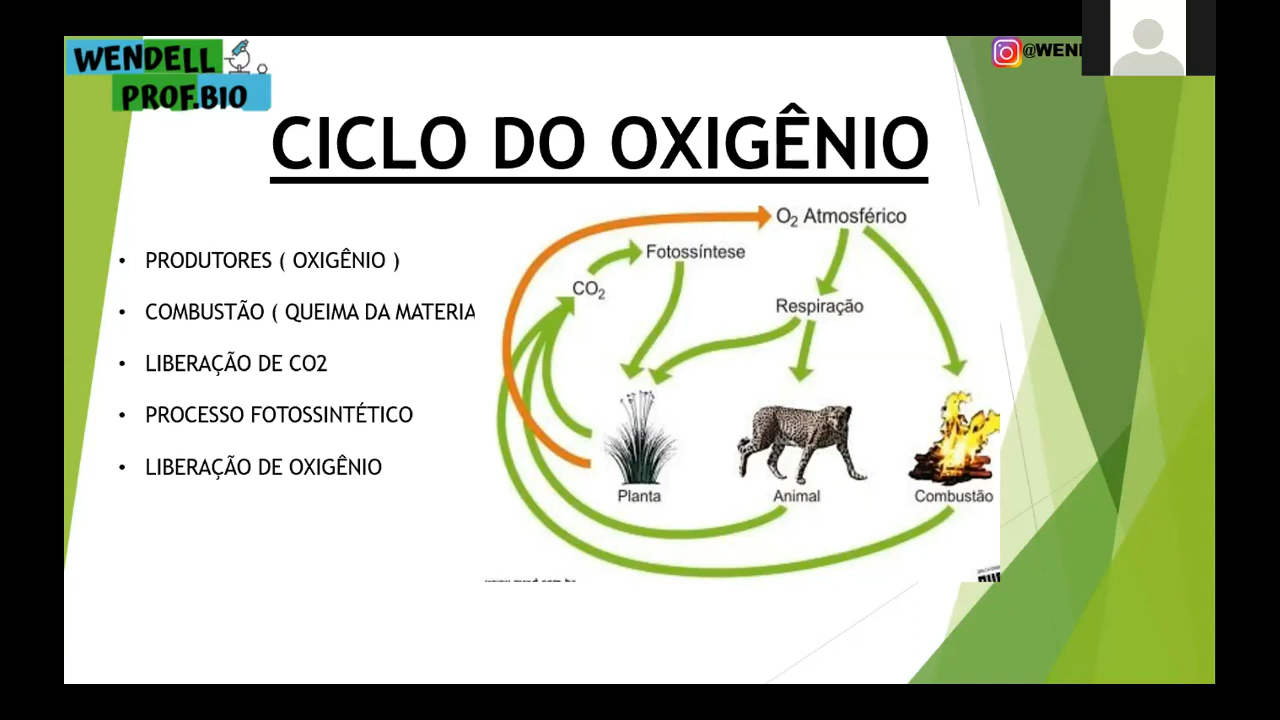 WENDELL
PROF.BIO
@WEN
CICLO DO OXIGÊNIO
• PRODUTORES ( OXIGÊNIO )
• COMBUSTÃO ( QUEIMA DA MATERIA
• LIBERAÇÃO DE CO2
• PROCESSO FOTOSSINTÉTICO
• LIBERAÇÃO DE OXIGÊNIO
O₂ Atmosférico
Fotossíntese
CO₂
Respiração
Planta
Animal
Combustão